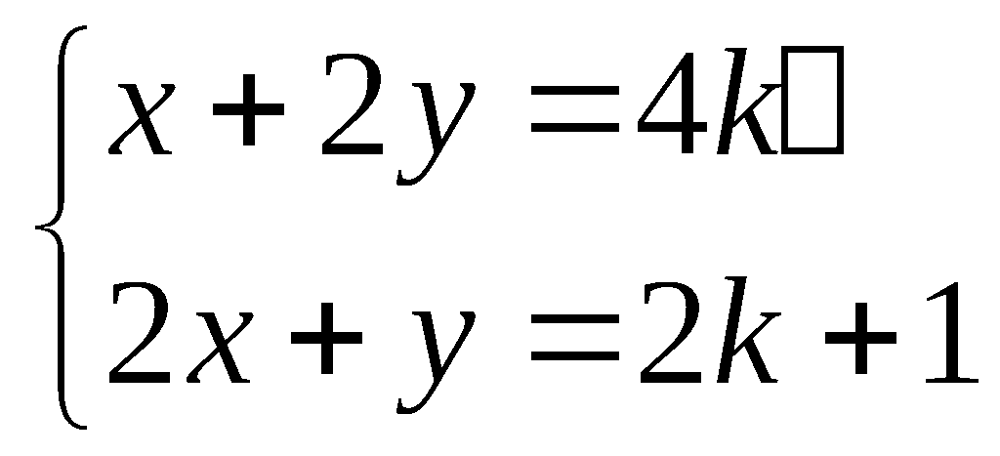 x + 2y = 4k□
2x + y = 2k + 1